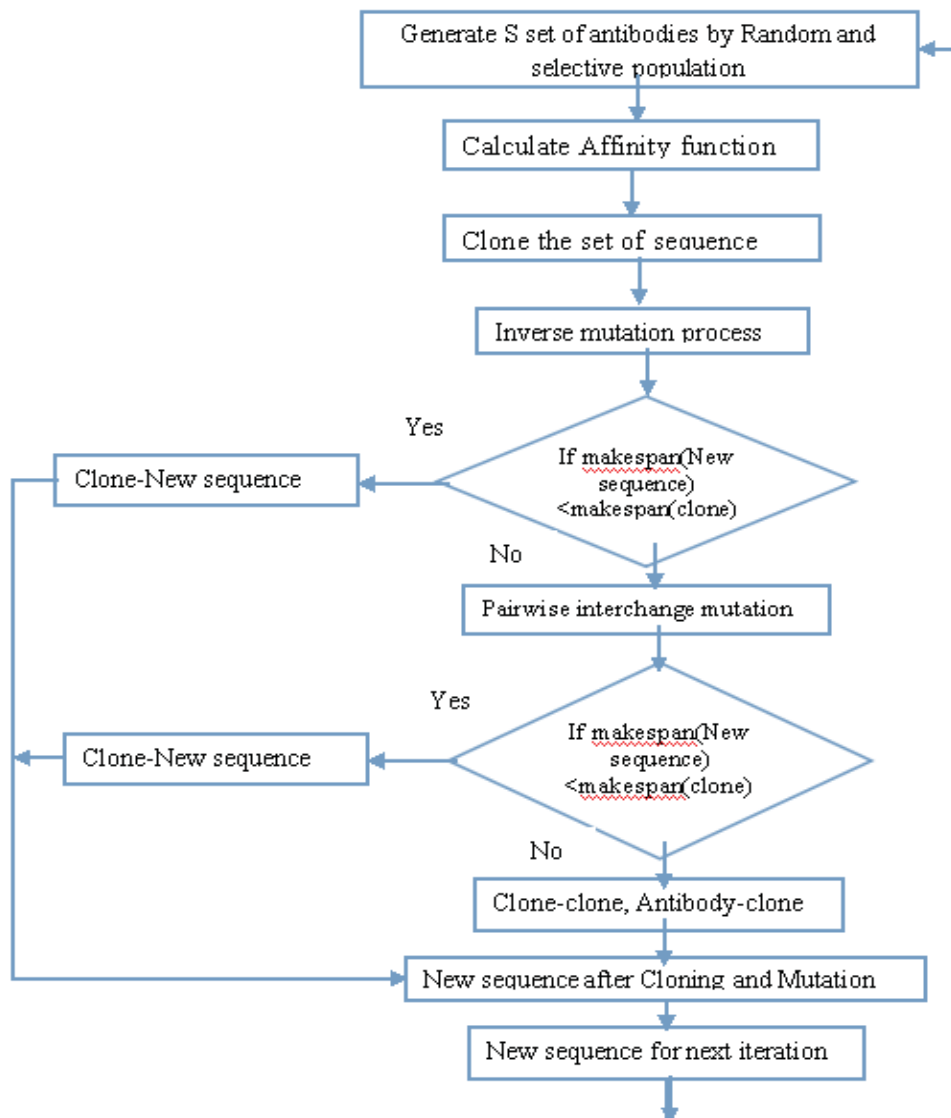 Generate S set of antibodies by Random and
selective population
Calculate Affinity function
Clone the set of sequence
Inverse mutation process
Yes
If makespan(New
sequence)
<makespan(clone)
Clone-New sequence
No
Pairwise interchange mutation
Yes
If makespan(New
sequence)
<makespan(clone)
Clone-New sequence
No
Clone-clone, Antibody-clone
New sequence after Cloning and Mutation
New sequence for next iteration